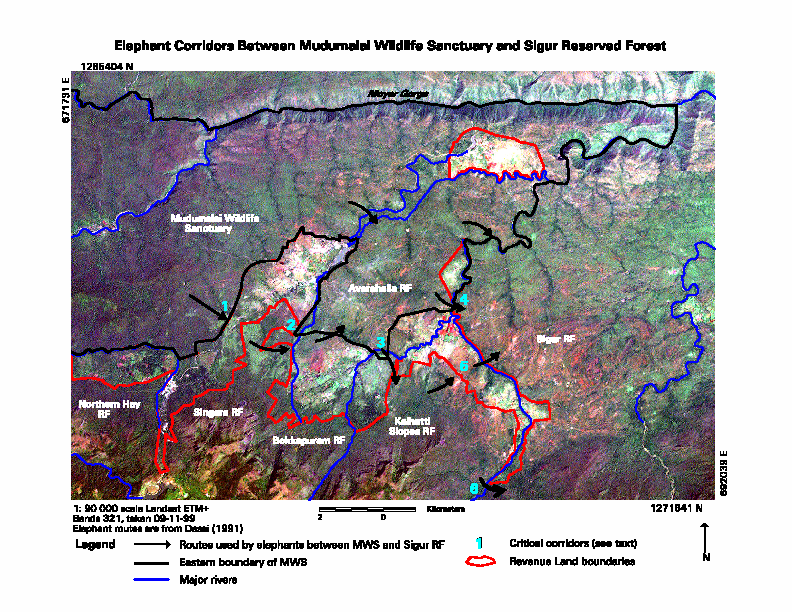 Elephant Corridors Between Mudumalai Wildlife Sanctuary and Sigur Reserved Forest
1286404 N
671731 E
Moyar Gorge
Mudumalai Wildlife
Sanctuary
Avarahalla RF
1
2
3
4
Sigur RF
5
Northern Hay
RF
Singara RF
Bokkapuram RF
Kalhatti
Slopes RF
6
692039 E
1: 90 000 scale Landsat ETM+
Bands 321, taken 09-11-99
Elephant routes are from Desai (1991)
2 0 Kilometers
1271641 N
Legend
Routes used by elephants between MWS and Sigur RF
Eastern boundary of MWS
Major rivers
1 Critical corridors (see text)
Revenue Land boundaries
N